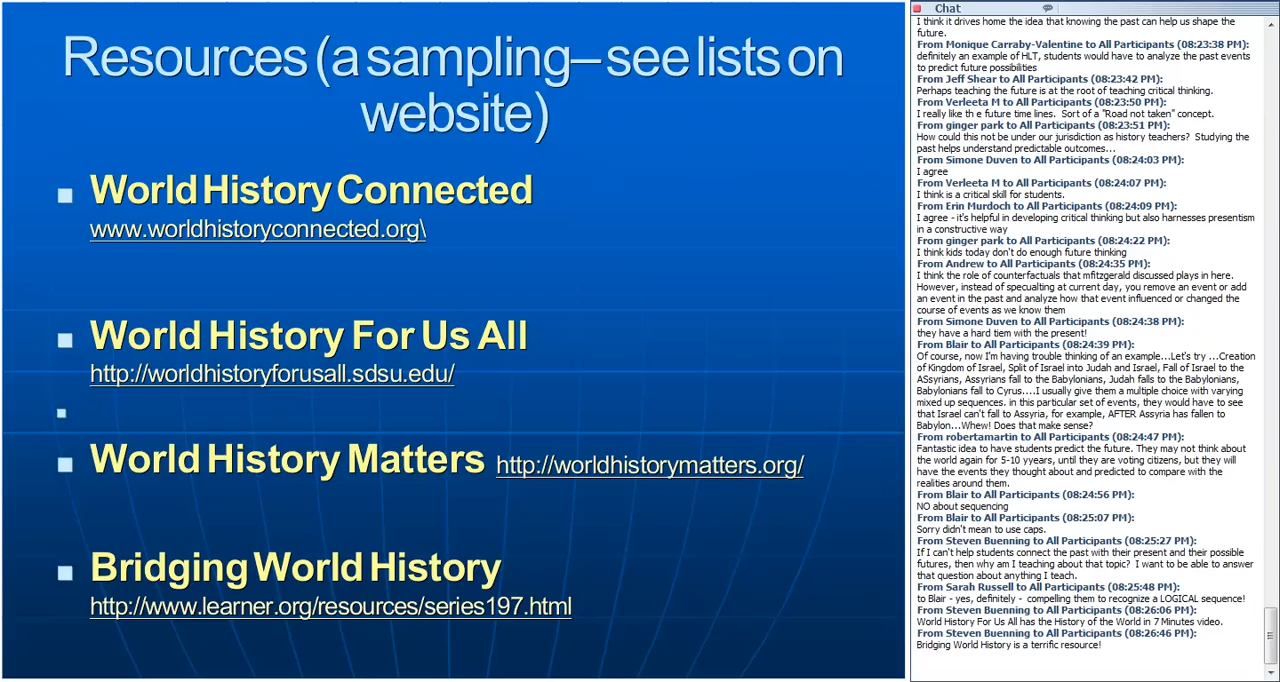 Resources (a sampling– see lists on
website)
World History Connected
www.worldhistoryconnected.org\
World History For Us All
http://worldhistoryforusall.sdsu.edu/
World History Matters http://worldhistorymatters.org/
Bridging World History
http://www.learner.org/resources/series197.html
Chat
I think it drives home the idea that knowing the past can help us shape the
future.
From Monique Carraby-Valentine to All Participants (08:23:38 PM):
definitely an example of HLT, students would have to analyze the past events
to predict future possibilities
From Jeff Shear to All Participants (08:23:42 PM):
Perhaps teaching the future is at the root of teaching critical thinking.
From Verleeta M to All Participants (08:23:50 PM):
I really like th e future time lines.  Sort of a "Road not taken" concept.
From ginger park to All Participants (08:23:51 PM):
How could this not be under our jurisdiction as history teachers?  Studying the
past helps understand predictable outcomes...
From Simone Duven to All Participants (08:24:03 PM):
I agree
From Verleeta M to All Participants (08:24:07 PM):
I think is a critical skill for students.
From Erin Murdoch to All Participants (08:24:09 PM):
I agree - it's helpful in developing critical thinking but also harnesses presentism
in a constructive way
From ginger park to All Participants (08:24:22 PM):
I think kids today don't do enough future thinking
From Andrew to All Participants (08:24:35 PM):
I think the role of counterfactuals that mfitzgerald discussed plays in here.
However, instead of specualting at current day, you remove an event or add
an event in the past and analyze how that event influenced or changed the
course of events as we know them
From Simone Duven to All Participants (08:24:38 PM):
they have a hard tiem with the present!
From Blair to All Participants (08:24:39 PM):
Of course, now I'm having trouble thinking of an example...Let's try ...Creation
of Kingdom of Israel, Split of Israel into Judah and Israel, Fall of Israel to the
ASsyrians, Assyrians fall to the Babylonians, Judah falls to the Babylonians,
Babylonians fall to Cyrus....I usually give them a multiple choice with varying
mixed up sequences. in this particular set of events, they would have to see
that Israel can't fall to Assyria, for example, AFTER Assyria has fallen to
Babylon...Whew! Does that make sense?
From robertamartin to All Participants (08:24:47 PM):
Fantastic idea to have students predict the future. They may not think about
the world again for 5-10 yyears, until they are voting citizens, but they will
have the events they thought about and predicted to compare with the
realities around them.
From Blair to All Participants (08:24:56 PM):
NO about sequencing
From Blair to All Participants (08:25:07 PM):
Sorry didn't mean to use caps.
From Steven Buenning to All Participants (08:25:27 PM):
If I can't help students connect the past with their present and their possible
futures, then why am I teaching about that topic?  I want to be able to answer
that question about anything I teach.
From Sarah Russell to All Participants (08:25:48 PM):
to Blair - yes, definitely -  compelling them to recognize a LOGICAL sequence!
From Steven Buenning to All Participants (08:26:06 PM):
World History For Us All has the History of the World in 7 Minutes video.
From Steven Buenning to All Participants (08:26:46 PM):
Bridging World History is a terrific resource!